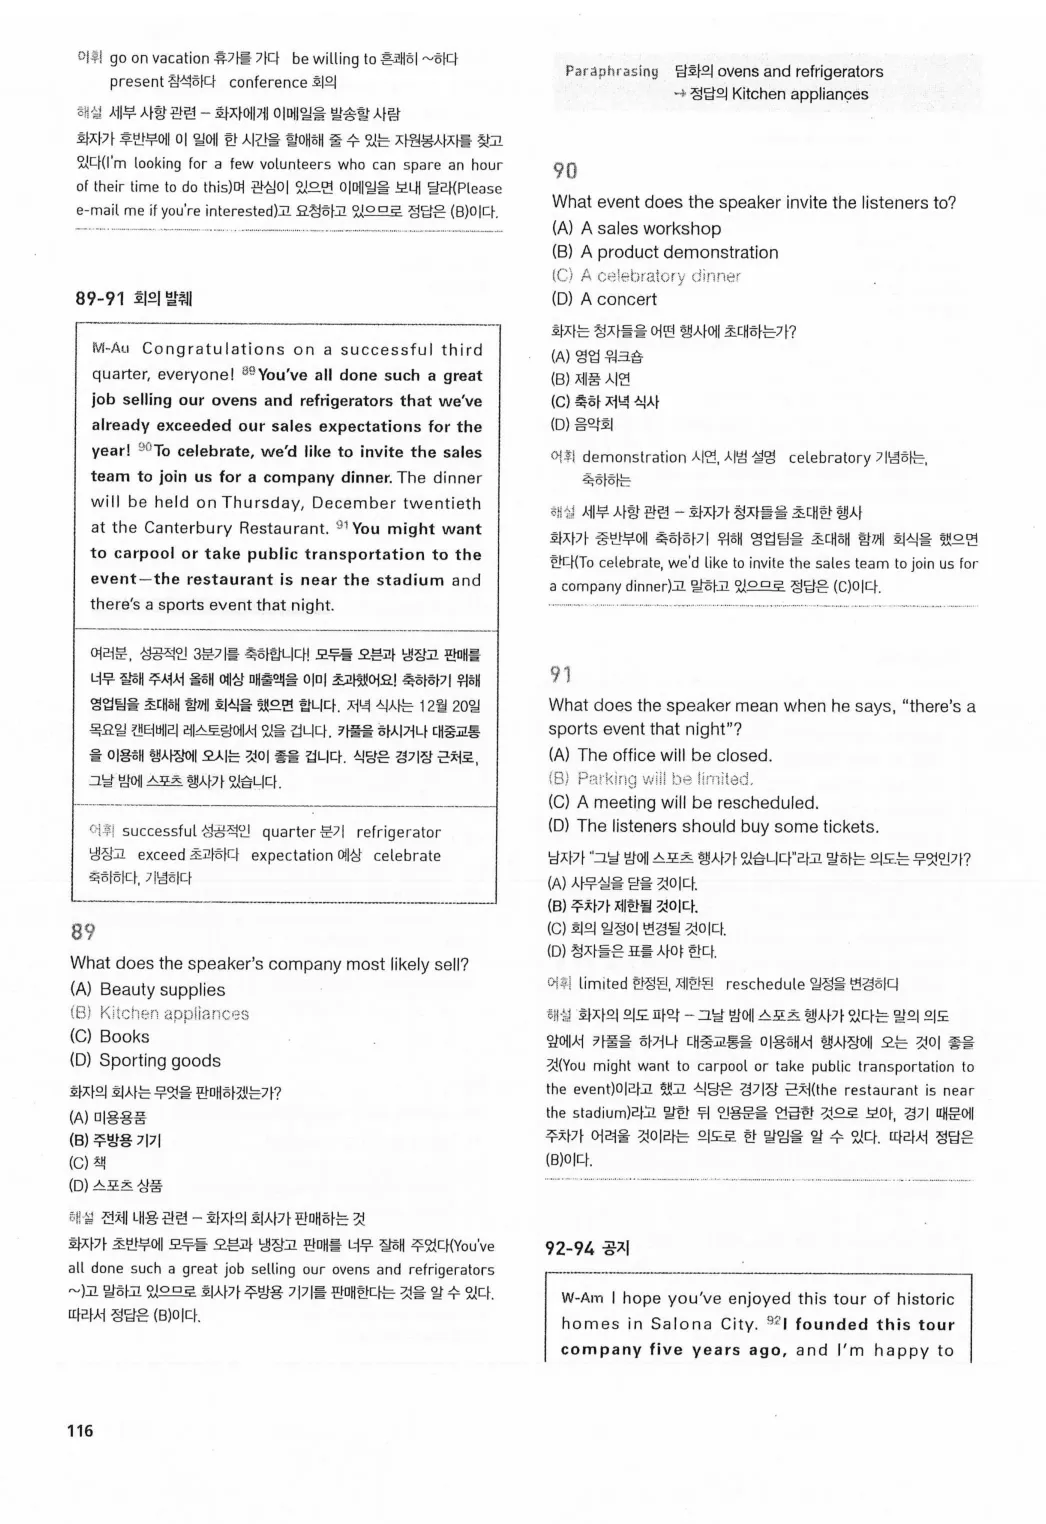 어휘 go on vacation 휴가를 가다 be willing to 흔쾌히 ~하다
present 참석하다 conference 회의
해설 세부 사항 관련 – 화자에게 이메일을 발송할 사람
화자가 후반부에 이 일에 한 시간을 할애해 줄 수 있는 자원봉사자를 찾고
있다(I'm looking for a few volunteers who can spare an hour
of their time to do this)며 관심이 있으면 이메일을 보내 달라(Please
e-mail me if you're interested)고 요청하고 있으므로 정답은 (B)이다.
89-91 회의 발췌
M-Au Congratulations on a successful third
quarter, everyone! 89You've all done such a great
job selling our ovens and refrigerators that we've
already exceeded our sales expectations for the
year! 90To celebrate, we'd like to invite the sales
team to join us for a company dinner. The dinner
will be held on Thursday, December twentieth
at the Canterbury Restaurant. 91You might want
to carpool or take public transportation to the
event—the restaurant is near the stadium and
there's a sports event that night.
여러분, 성공적인 3분기를 축하합니다! 모두들 오븐과 냉장고 판매를
너무 잘해 주셔서 올해 예상 매출액을 이미 초과했어요! 축하하기 위해
영업팀을 초대해 함께 회식을 했으면 합니다. 저녁 식사는 12월 20일
목요일 캔터베리 레스토랑에서 있을 겁니다. 카풀을 하시거나 대중교통
을 이용해 행사장에 오시는 것이 좋을 겁니다. 식당은 경기장 근처로,
그날 밤에 스포츠 행사가 있습니다.
어휘 successful 성공적인 quarter 분기 refrigerator
냉장고 exceed 초과하다 expectation 예상 celebrate
축하하다, 기념하다
89
What does the speaker's company most likely sell?
(A) Beauty supplies
(B) Kitchen appliances
(C) Books
(D) Sporting goods
화자의 회사는 무엇을 판매하겠는가?
(A) 미용용품
(B) 주방용 기기
(C) 책
(D) 스포츠 상품
해설 전체 내용 관련 – 화자의 회사가 판매하는 것
화자가 초반부에 모두들 오븐과 냉장고 판매를 너무 잘해 주었다(You've
all done such a great job selling our ovens and refrigerators
~)고 말하고 있으므로 회사가 주방용 기기를 판매한다는 것을 알 수 있다.
따라서 정답은 (B)이다.
116
Paraphrasing 담화의 ovens and refrigerators
→ 정답의 Kitchen appliances
90
What event does the speaker invite the listeners to?
(A) A sales workshop
(B) A product demonstration
(C) A celebratory dinner
(D) A concert
화자는 청자들을 어떤 행사에 초대하는가?
(A) 영업 워크숍
(B) 제품 시연
(C) 축하 저녁 식사
(D) 음악회
어휘 demonstration 시연, 시범 설명 celebratory 기념하는,
축하하는
해설 세부 사항 관련 – 화자가 청자들을 초대한 행사
화자가 중반부에 축하하기 위해 영업팀을 초대해 함께 회식을 했으면
한다(To celebrate, we'd like to invite the sales team to join us for
a company dinner)고 말하고 있으므로 정답은 (C)이다.
91
What does the speaker mean when he says, "there's a
sports event that night"?
(A) The office will be closed.
(B) Parking will be limited.
(C) A meeting will be rescheduled.
(D) The listeners should buy some tickets.
남자가 "그날 밤에 스포츠 행사가 있습니다"라고 말하는 의도는 무엇인가?
(A) 사무실을 닫을 것이다.
(B) 주차가 제한될 것이다.
(C) 회의 일정이 변경될 것이다.
(D) 청자들은 표를 사야 한다.
어휘 limited 한정된, 제한된 reschedule 일정을 변경하다
해설 화자의 의도 파악 – 그날 밤에 스포츠 행사가 있다는 말의 의도
앞에서 카풀을 하거나 대중교통을 이용해서 행사장에 오는 것이 좋을
것(You might want to carpool or take public transportation to
the event)이라고 했고 식당은 경기장 근처(the restaurant is near
the stadium)라고 말한 뒤 인용문을 언급한 것으로 보아, 경기 때문에
주차가 어려울 것이라는 의도로 한 말임을 알 수 있다. 따라서 정답은
(B)이다.
92-94 공지
W-Am I hope you've enjoyed this tour of historic
homes in Salona City. 92I founded this tour
company five years ago, and I'm happy to